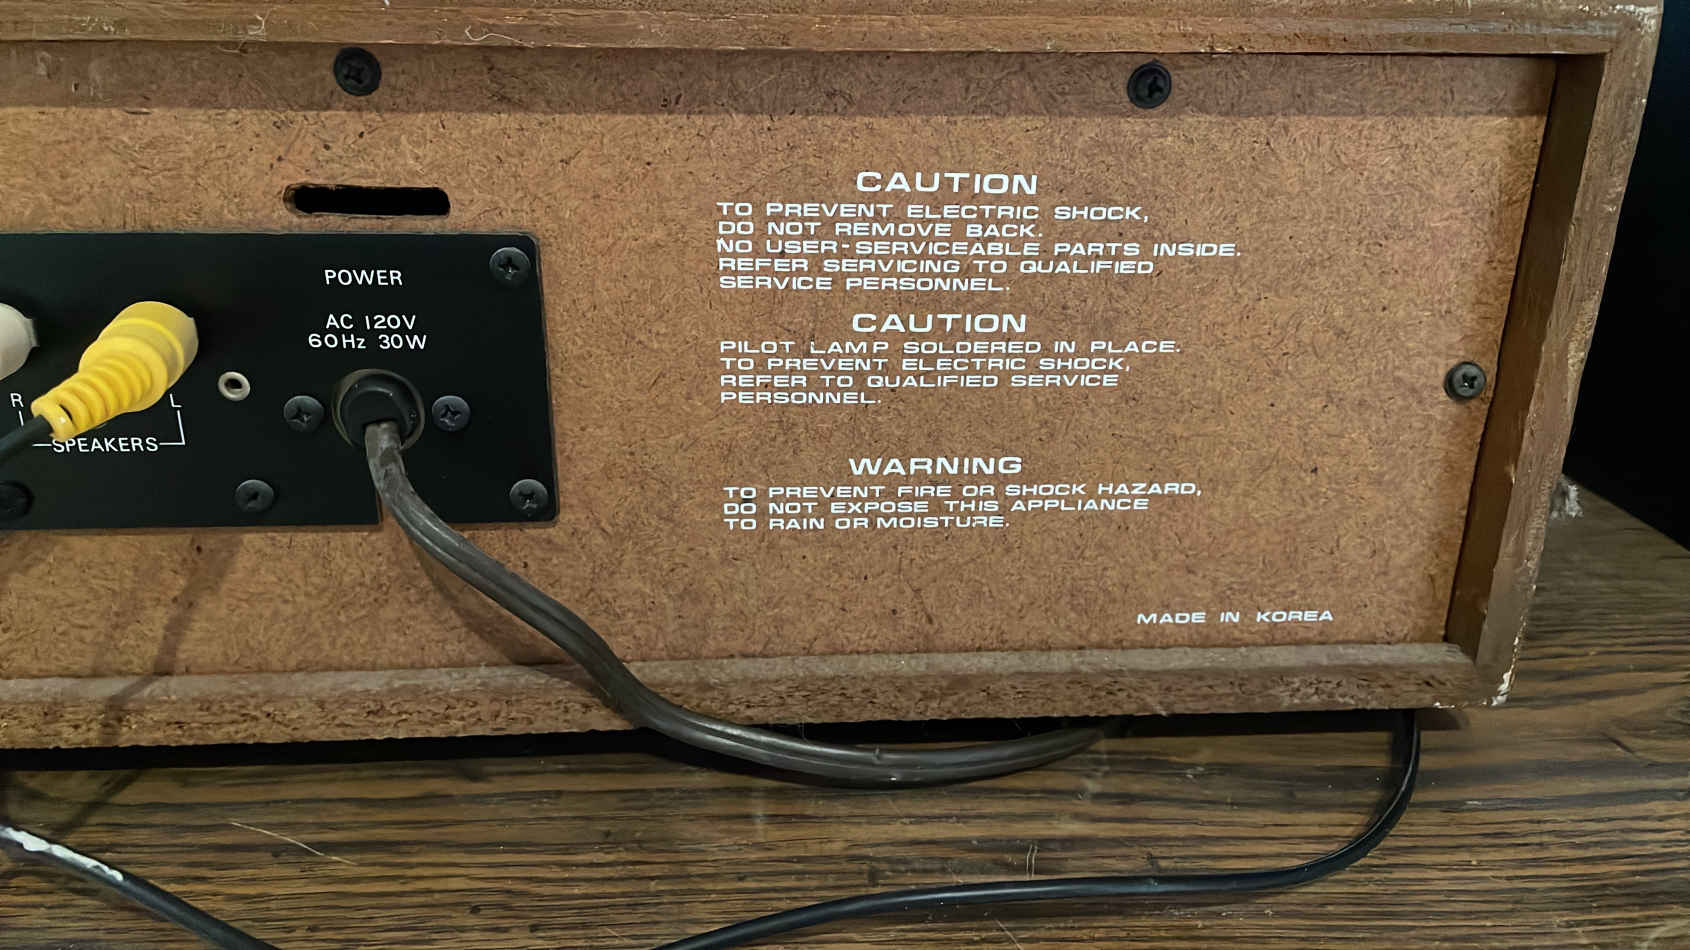 CAUTION
TO PREVENT ELECTRIC SHOCK,
DO NOT REMOVE BACK.
NO USER-SERVICEABLE PARTS INSIDE.
REFER SERVICING TO QUALIFIED
SERVICE PERSONNEL.
CAUTION
PILOT LAMP SOLDERED IN PLACE.
TO PREVENT ELECTRIC SHOCK,
REFER TO QUALIFIED SERVICE
PERSONNEL.
WARNING
TO PREVENT FIRE OR SHOCK HAZARD,
DO NOT EXPOSE THIS APPLIANCE
TO RAIN OR MOISTURE.
MADE IN KOREA
POWER
AC 120V
60Hz 30W
R L
SPEAKERS